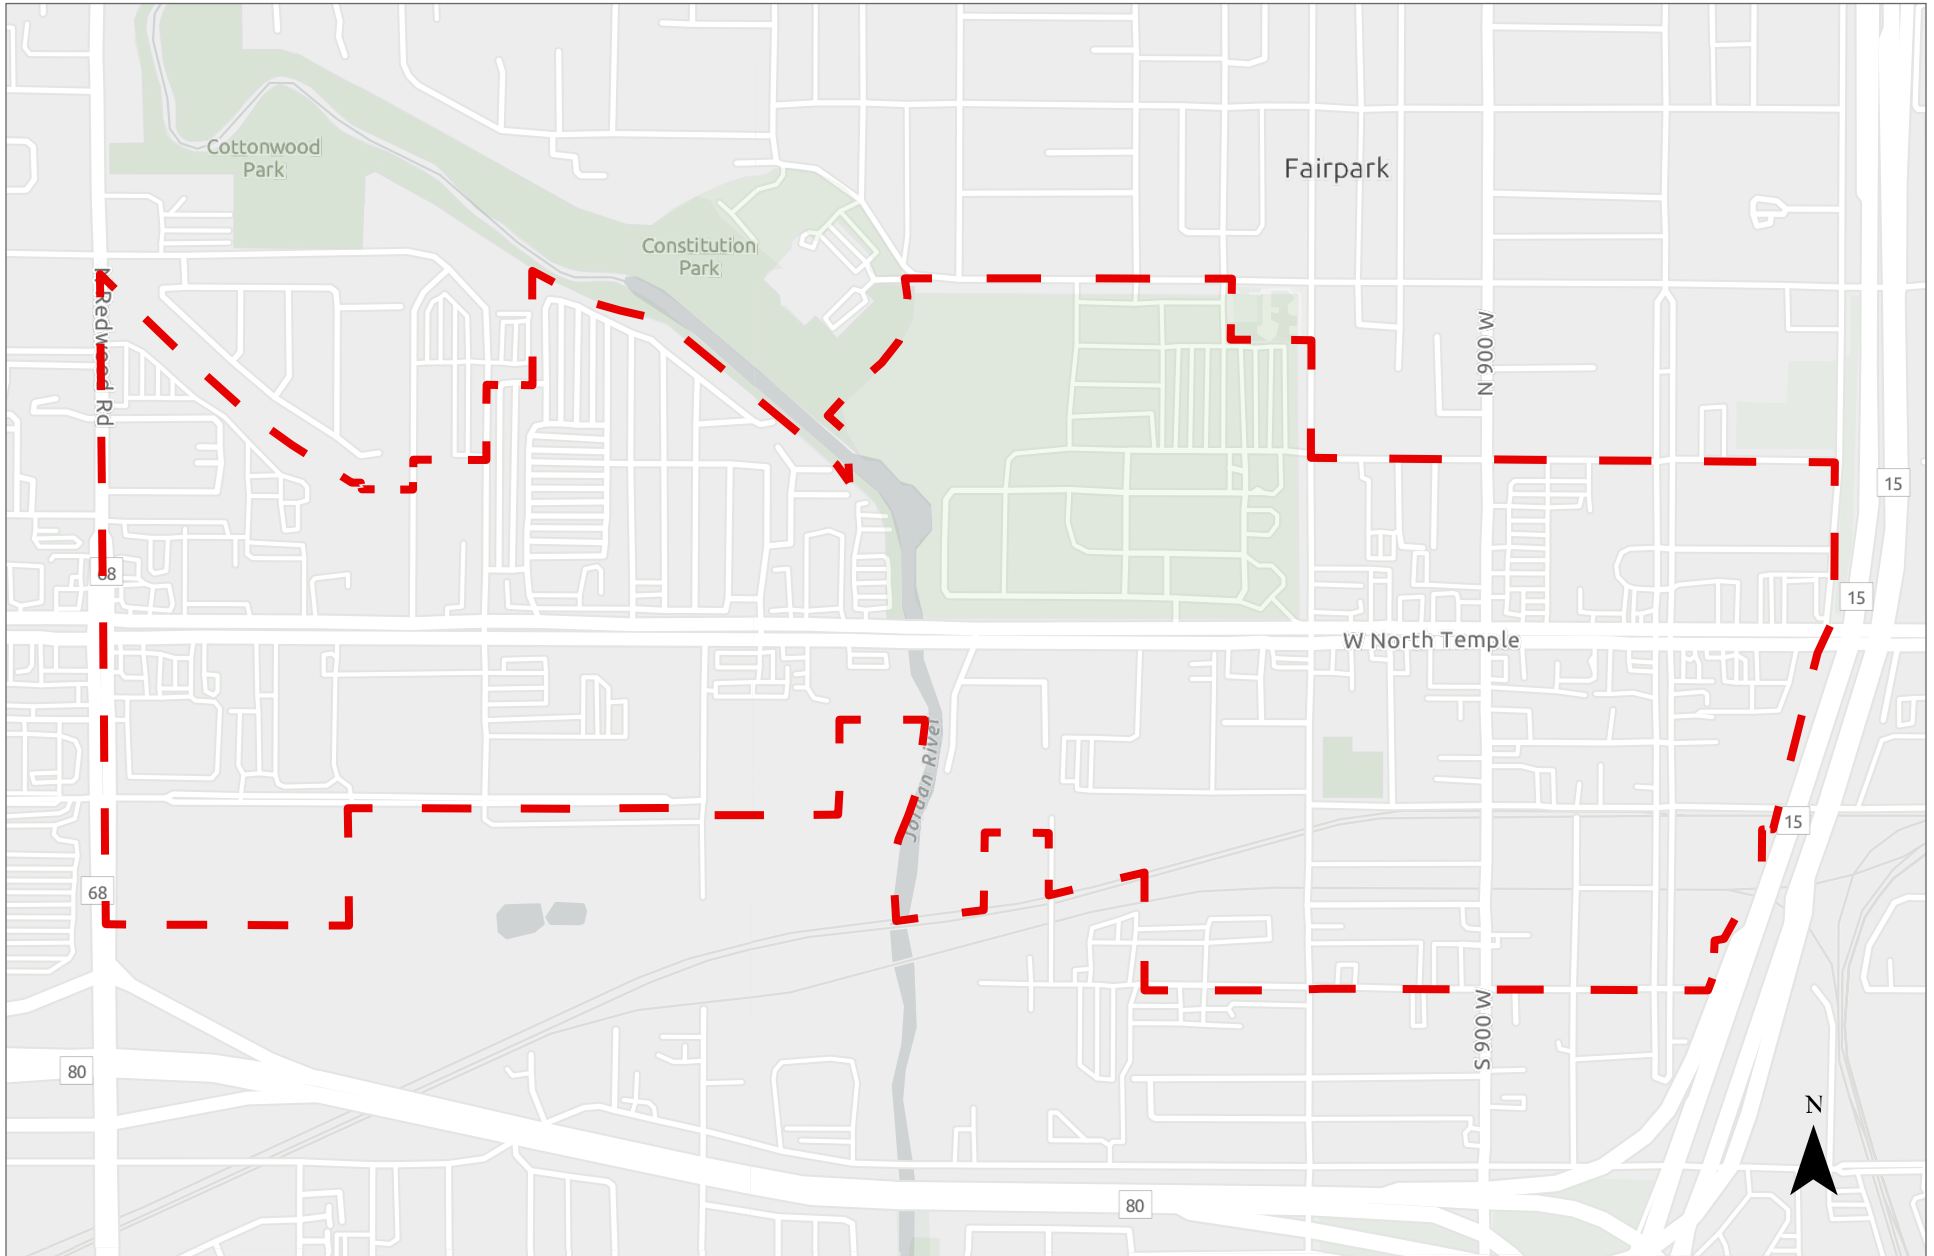 Cottonwood
Park
Fairpark
Constitution
Park
N Redwood Rd
N 900 W
15
68
15
W North Temple
Jordan River
15
68
S 900 W
80
N
80